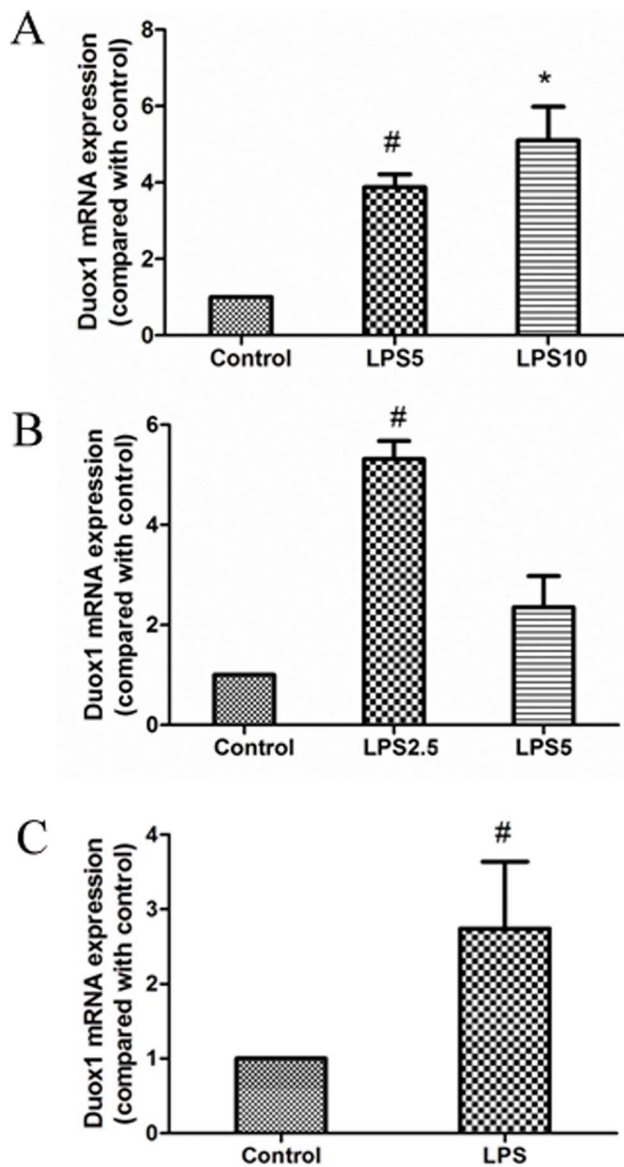 A
Duox1 mRNA expression
(compared with control)
8
6
4
2
0
#
*
Control LPS5 LPS10
B
Duox1 mRNA expression
(compared with control)
6
4
2
0
#
Control LPS2.5 LPS5
C
Duox1 mRNA expression
(compared with control)
4
3
2
1
0
#
Control LPS